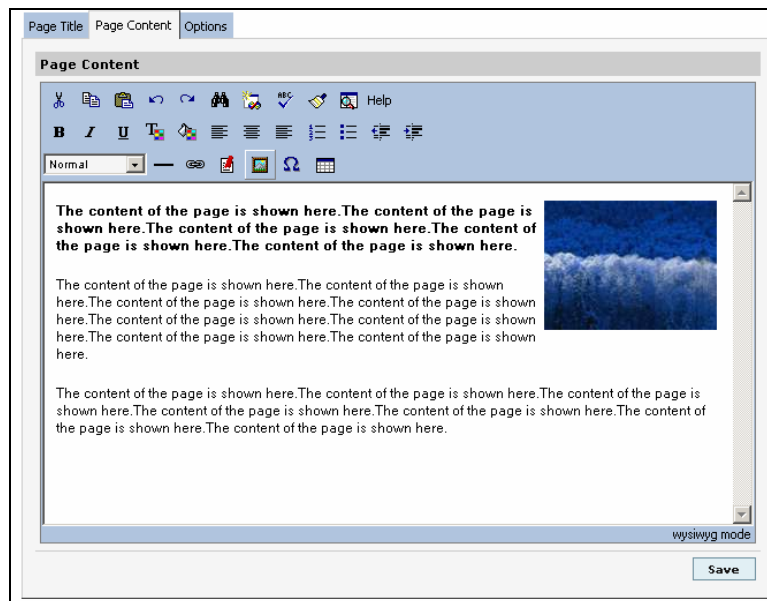 Page Title Page Content Options
Page Content
ABC Help
B I U T
Normal Ω
The content of the page is shown here.The content of the page is
shown here.The content of the page is shown here.The content of
the page is shown here.The content of the page is shown here.
The content of the page is shown here.The content of the page is shown
here.The content of the page is shown here.The content of the page is shown
here.The content of the page is shown here.The content of the page is shown
here.The content of the page is shown here.The content of the page is shown
here.
The content of the page is shown here.The content of the page is shown here.The content of the page is
shown here.The content of the page is shown here.The content of the page is shown here.The content of
the page is shown here.The content of the page is shown here.
wysiwyg mode
Save